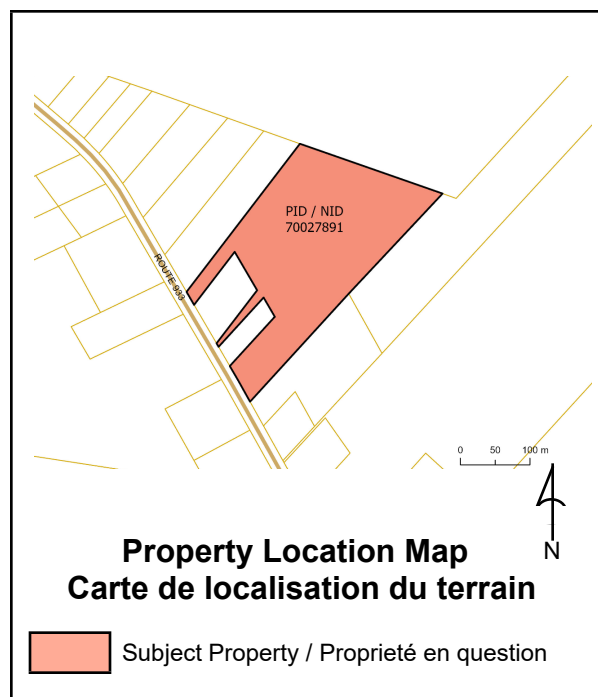 PID / NID
70027891
ROUTE 933
0 50 100 m
N
Property Location Map
Carte de localisation du terrain
Subject Property / Proprieté en question